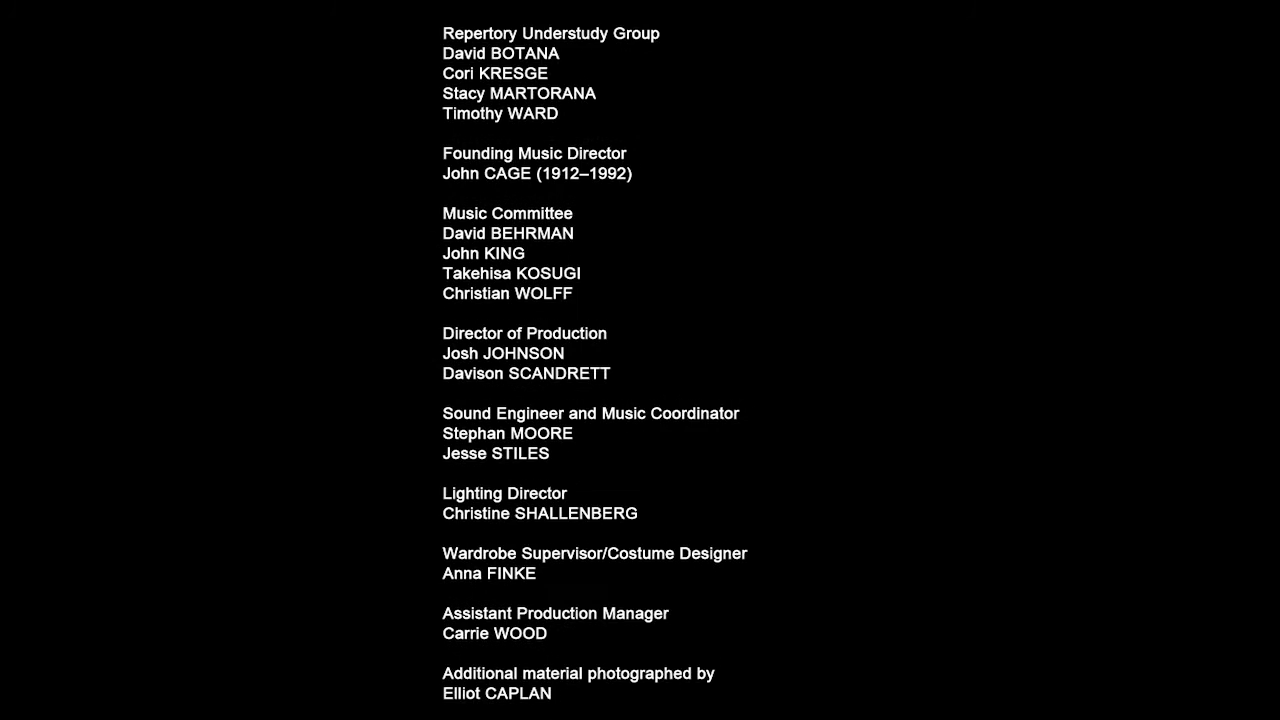 Repertory Understudy Group
David BOTANA
Cori KRESGE
Stacy MARTORANA
Timothy WARD
Founding Music Director
John CAGE (1912–1992)
Music Committee
David BEHRMAN
John KING
Takehisa KOSUGI
Christian WOLFF
Director of Production
Josh JOHNSON
Davison SCANDRETT
Sound Engineer and Music Coordinator
Stephan MOORE
Jesse STILES
Lighting Director
Christine SHALLENBERG
Wardrobe Supervisor/Costume Designer
Anna FINKE
Assistant Production Manager
Carrie WOOD
Additional material photographed by
Elliot CAPLAN